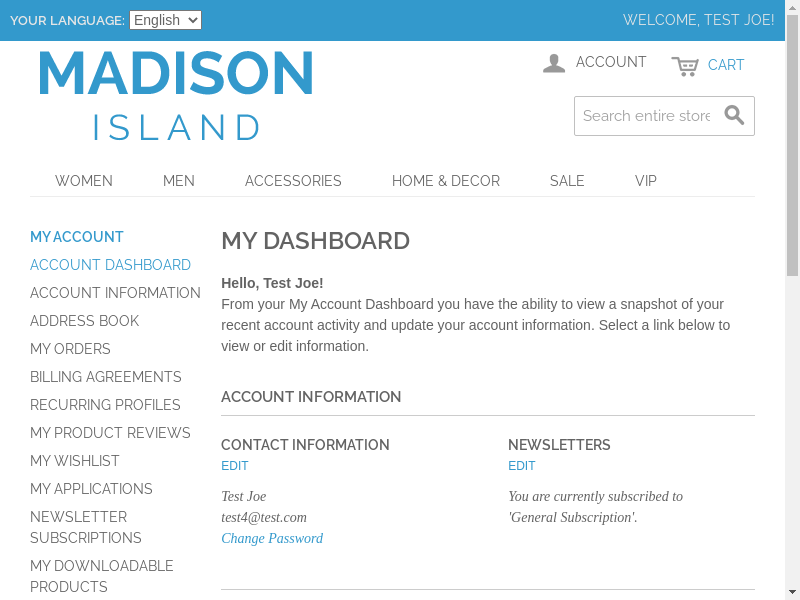 YOUR LANGUAGE: English
WELCOME, TEST JOE!
MADISON
ISLAND
ACCOUNT
CART
Search entire store
WOMEN MEN ACCESSORIES HOME & DECOR SALE VIP
MY ACCOUNT
ACCOUNT DASHBOARD
ACCOUNT INFORMATION
ADDRESS BOOK
MY ORDERS
BILLING AGREEMENTS
RECURRING PROFILES
MY PRODUCT REVIEWS
MY WISHLIST
MY APPLICATIONS
NEWSLETTER
SUBSCRIPTIONS
MY DOWNLOADABLE
PRODUCTS
MY DASHBOARD
Hello, Test Joe!
From your My Account Dashboard you have the ability to view a snapshot of your
recent account activity and update your account information. Select a link below to
view or edit information.
ACCOUNT INFORMATION
CONTACT INFORMATION
EDIT
Test Joe
test4@test.com
Change Password
NEWSLETTERS
EDIT
You are currently subscribed to
'General Subscription'.